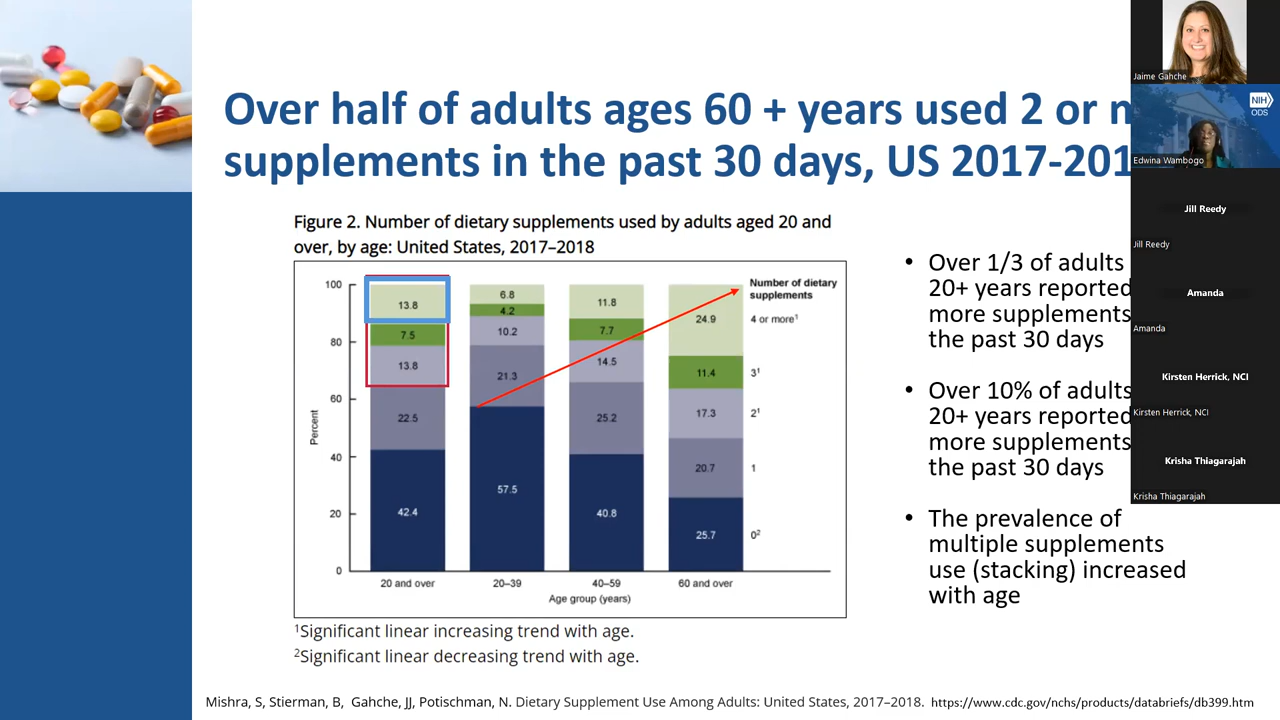 Over half of adults ages 60 + years used 2 or
supplements in the past 30 days, US 2017-201
Figure 2. Number of dietary supplements used by adults aged 20 and
over, by age: United States, 2017–2018
Percent
100
80
60
40
20
0
13.8
7.5
13.8
22.5
42.4
6.8
4.2
10.2
21.3
57.5
11.8
7.7
14.5
25.2
40.8
24.9
11.4
17.3
20.7
25.7
Number of dietary
supplements
4 or more¹
3¹
2¹
1
0²
20 and over
20–39
40–59
60 and over
Age group (years)
¹Significant linear increasing trend with age.
²Significant linear decreasing trend with age.
• Over 1/3 of adults
20+ years reported
more supplements
the past 30 days
• Over 10% of adults
20+ years reported
more supplements
the past 30 days
• The prevalence of
multiple supplements
use (stacking) increased
with age
Mishra, S, Stierman, B, Gahche, JJ, Potischman, N. Dietary Supplement Use Among Adults: United States, 2017–2018. https://www.cdc.gov/nchs/products/databriefs/db399.htm
Jaime Gahche
NIH
ODS
Edwina Wambogo
Jill Reedy
Jill Reedy
Amanda
Amanda
Kirsten Herrick, NCI
Kirsten Herrick, NCI
Krisha Thiagarajah
Krisha Thiagarajah